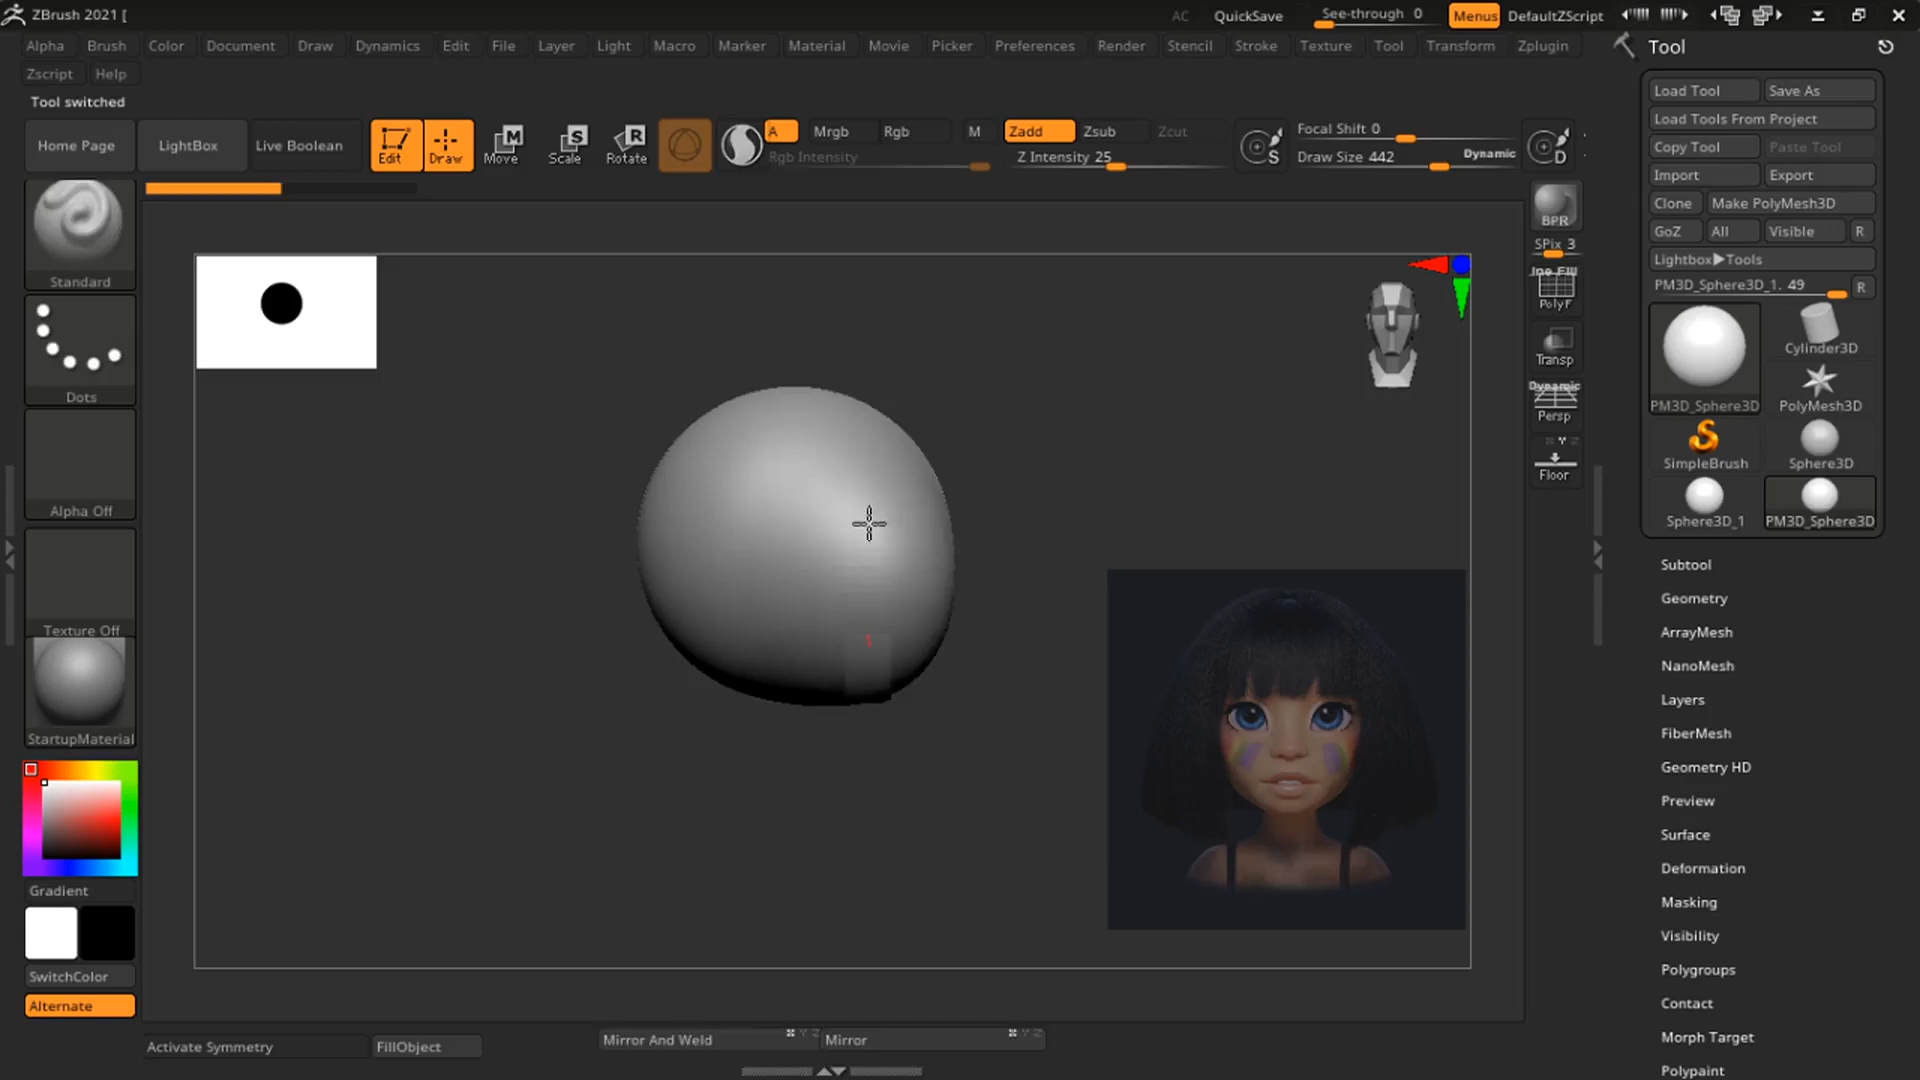 ZBrush 2021 [
AC QuickSave See-through 0 Menus DefaultZScript
Alpha Brush Color Document Draw Dynamics Edit File Layer Light Macro Marker Material Movie Picker Preferences Render Stencil Stroke Texture Tool Transform Zplugin
Zscript Help
Tool switched
Home Page LightBox Live Boolean Edit Draw Move Scale Rotate
M S R
A Mrgb Rgb M Zadd Zsub Zcut
Rgb Intensity
Z Intensity 25
S
Focal Shift 0
Draw Size 442 Dynamic
D
Standard
Dots
Alpha Off
Texture Off
StartupMaterial
Gradient
SwitchColor
Alternate
Activate Symmetry FillObject Mirror And Weld Mirror
BPR
SPix 3
Line Fill
PolyF
Transp
Dynamic
Persp
Floor
Tool
Load Tool Save As
Load Tools From Project
Copy Tool Paste Tool
Import Export
Clone Make PolyMesh3D
GoZ All Visible R
Lightbox▶Tools
PM3D_Sphere3D_1. 49 R
PM3D_Sphere3D
Cylinder3D
PolyMesh3D
SimpleBrush
Sphere3D
Sphere3D_1
PM3D_Sphere3D
Subtool
Geometry
ArrayMesh
NanoMesh
Layers
FiberMesh
Geometry HD
Preview
Surface
Deformation
Masking
Visibility
Polygroups
Contact
Morph Target
Polypaint